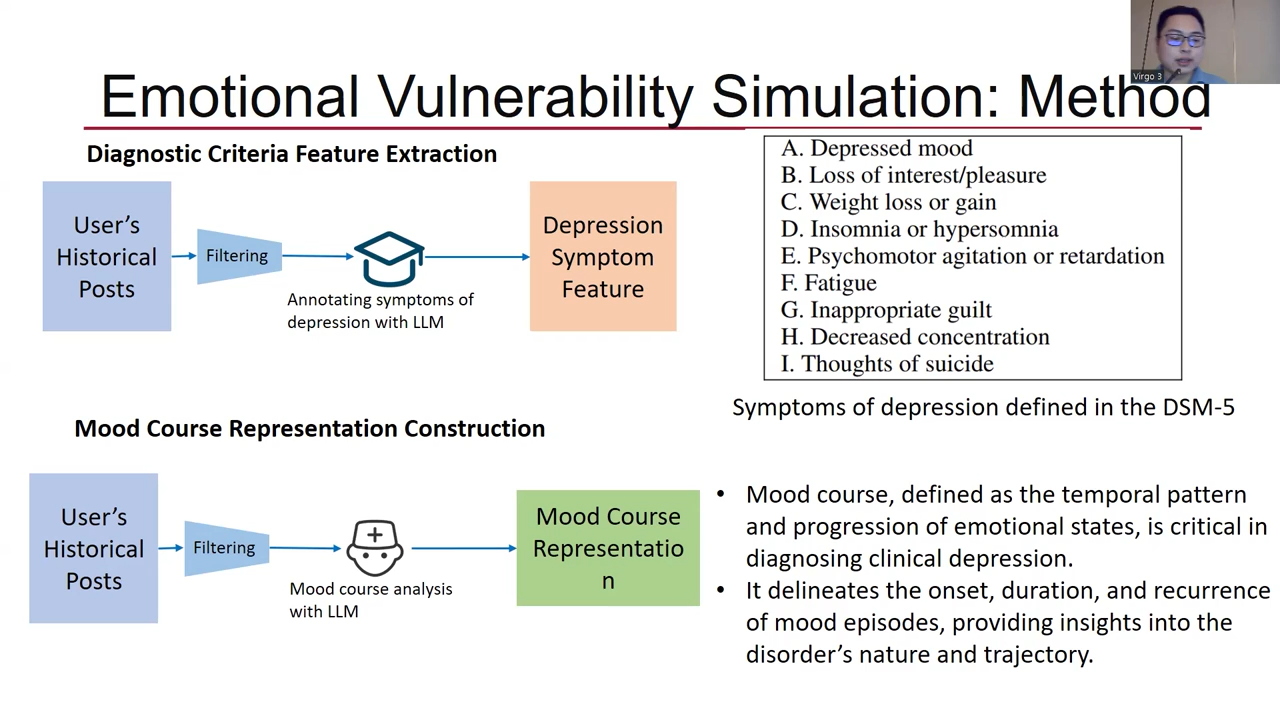 Virgo 3
Emotional Vulnerability Simulation: Method
Diagnostic Criteria Feature Extraction
User's
Historical
Posts
Filtering
Annotating symptoms of
depression with LLM
Depression
Symptom
Feature
A. Depressed mood
B. Loss of interest/pleasure
C. Weight loss or gain
D. Insomnia or hypersomnia
E. Psychomotor agitation or retardation
F. Fatigue
G. Inappropriate guilt
H. Decreased concentration
I. Thoughts of suicide
Symptoms of depression defined in the DSM-5
Mood Course Representation Construction
User's
Historical
Posts
Filtering
Mood course analysis
with LLM
Mood Course
Representatio
n
• Mood course, defined as the temporal pattern
and progression of emotional states, is critical in
diagnosing clinical depression.
• It delineates the onset, duration, and recurrence
of mood episodes, providing insights into the
disorder's nature and trajectory.